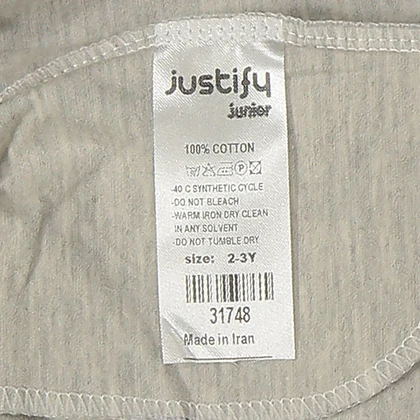 justify
junior
100% COTTON
P
-40 C SYNTHETIC CYCLE
-DO NOT BLEACH
-WARM IRON DRY CLEAN
IN ANY SOLVENT
-DO NOT TUMBLE DRY
size: 2-3Y
31748
Made in Iran